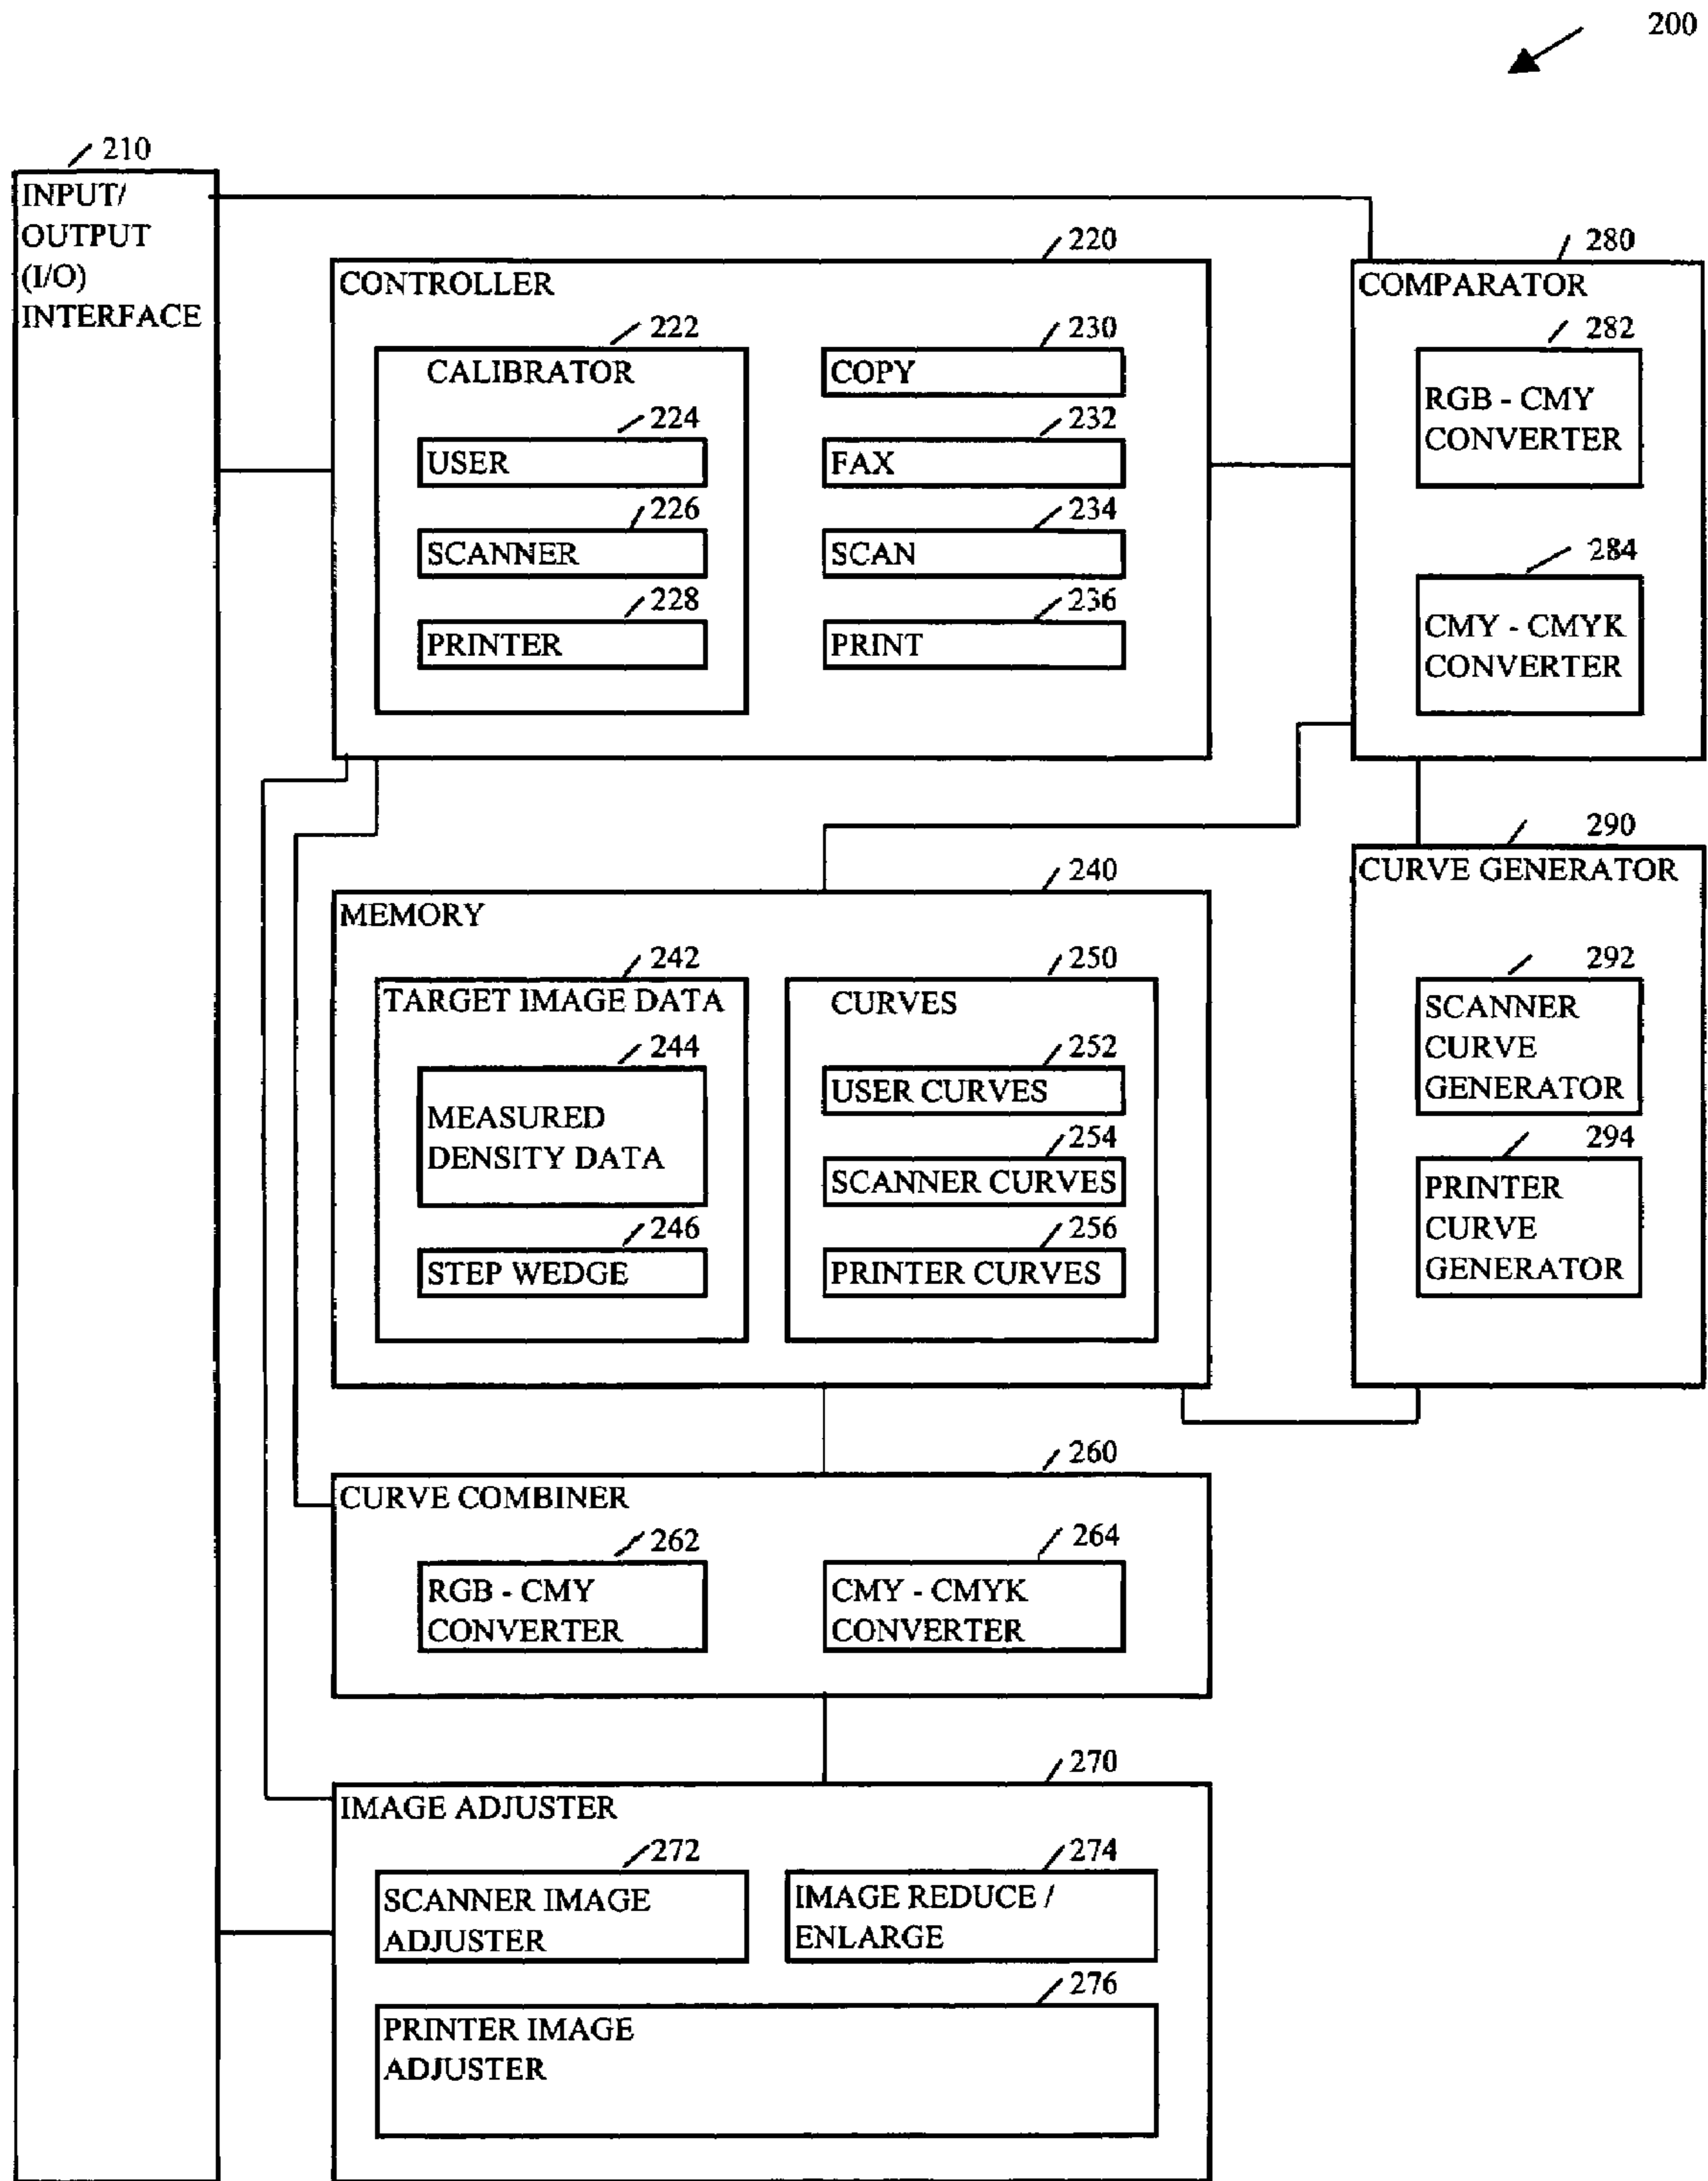 200
210
INPUT/
OUTPUT
(I/O)
INTERFACE
220
CONTROLLER
222
CALIBRATOR
224
USER
226
SCANNER
228
PRINTER
230
COPY
232
FAX
234
SCAN
236
PRINT
280
COMPARATOR
282
RGB - CMY
CONVERTER
284
CMY - CMYK
CONVERTER
240
MEMORY
242
TARGET IMAGE DATA
244
MEASURED
DENSITY DATA
246
STEP WEDGE
250
CURVES
252
USER CURVES
254
SCANNER CURVES
256
PRINTER CURVES
290
CURVE GENERATOR
292
SCANNER
CURVE
GENERATOR
294
PRINTER
CURVE
GENERATOR
260
CURVE COMBINER
262
RGB - CMY
CONVERTER
264
CMY - CMYK
CONVERTER
270
IMAGE ADJUSTER
272
SCANNER IMAGE
ADJUSTER
274
IMAGE REDUCE /
ENLARGE
276
PRINTER IMAGE
ADJUSTER